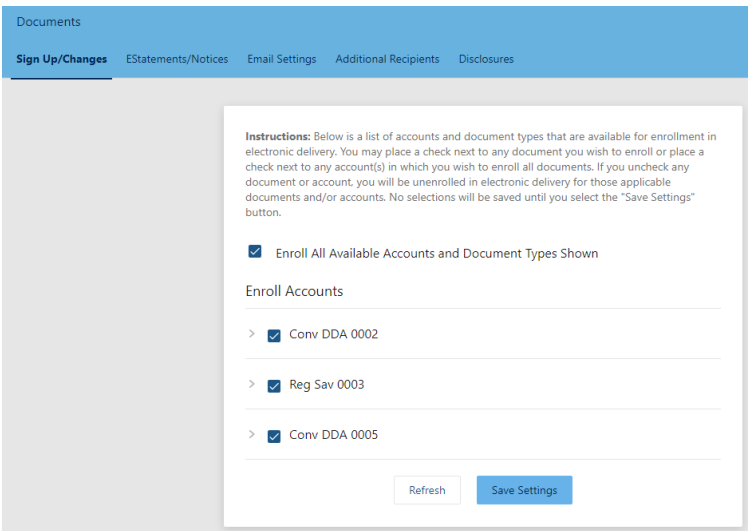 Documents
Sign Up/Changes EStatements/Notices Email Settings Additional Recipients Disclosures
Instructions: Below is a list of accounts and document types that are available for enrollment in
electronic delivery. You may place a check next to any document you wish to enroll or place a
check next to any account(s) in which you wish to enroll all documents. If you uncheck any
document or account, you will be unenrolled in electronic delivery for those applicable
documents and/or accounts. No selections will be saved until you select the "Save Settings"
button.
Enroll All Available Accounts and Document Types Shown
Enroll Accounts
Conv DDA 0002
Reg Sav 0003
Conv DDA 0005
Refresh Save Settings